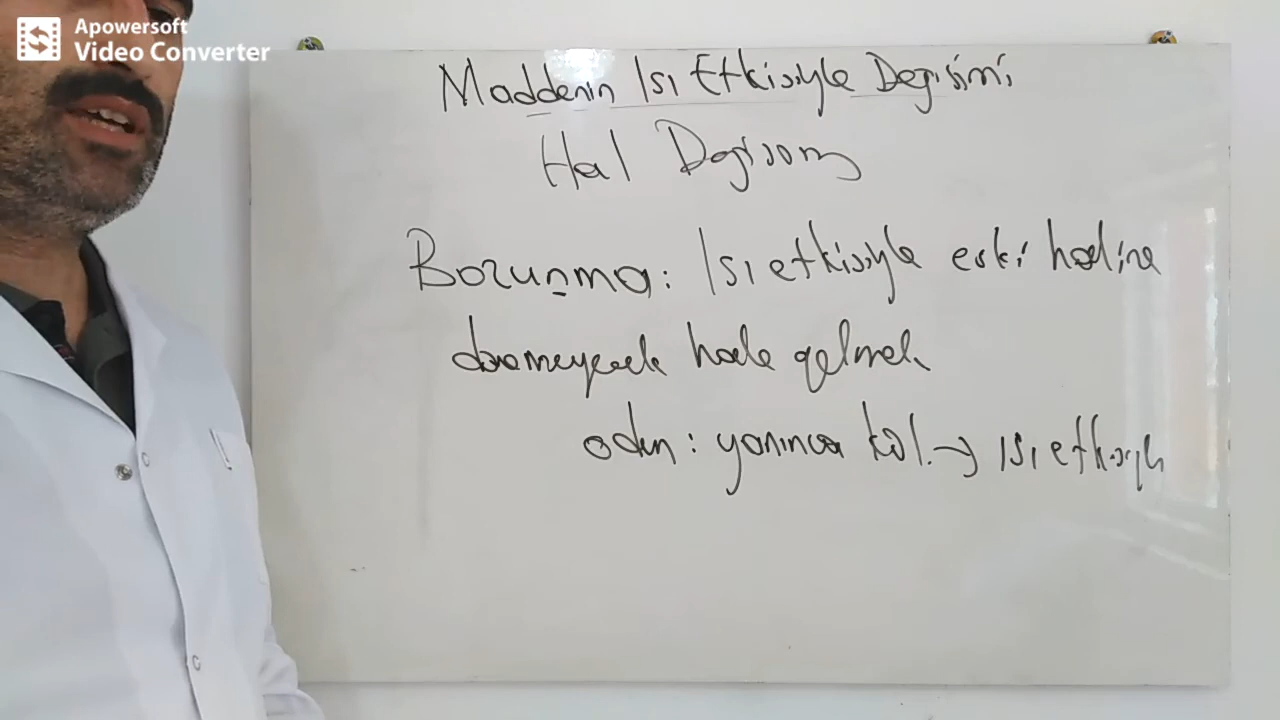 Apowersoft
Video Converter
Maddenin Isı Etkisiyle Değişimi
Hal Değişimi
Bozunma: Isı etkisiyle eski haline
dönemeyecek hale gelmek
odun: yanınca kül. → ısı etkisiyle